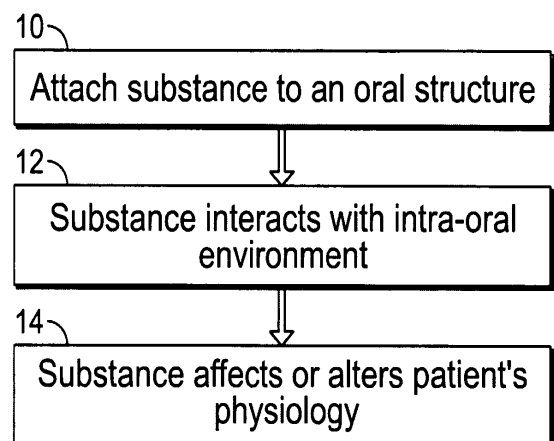 10
Attach substance to an oral structure
12
Substance interacts with intra-oral
environment
14
Substance affects or alters patient's
physiology